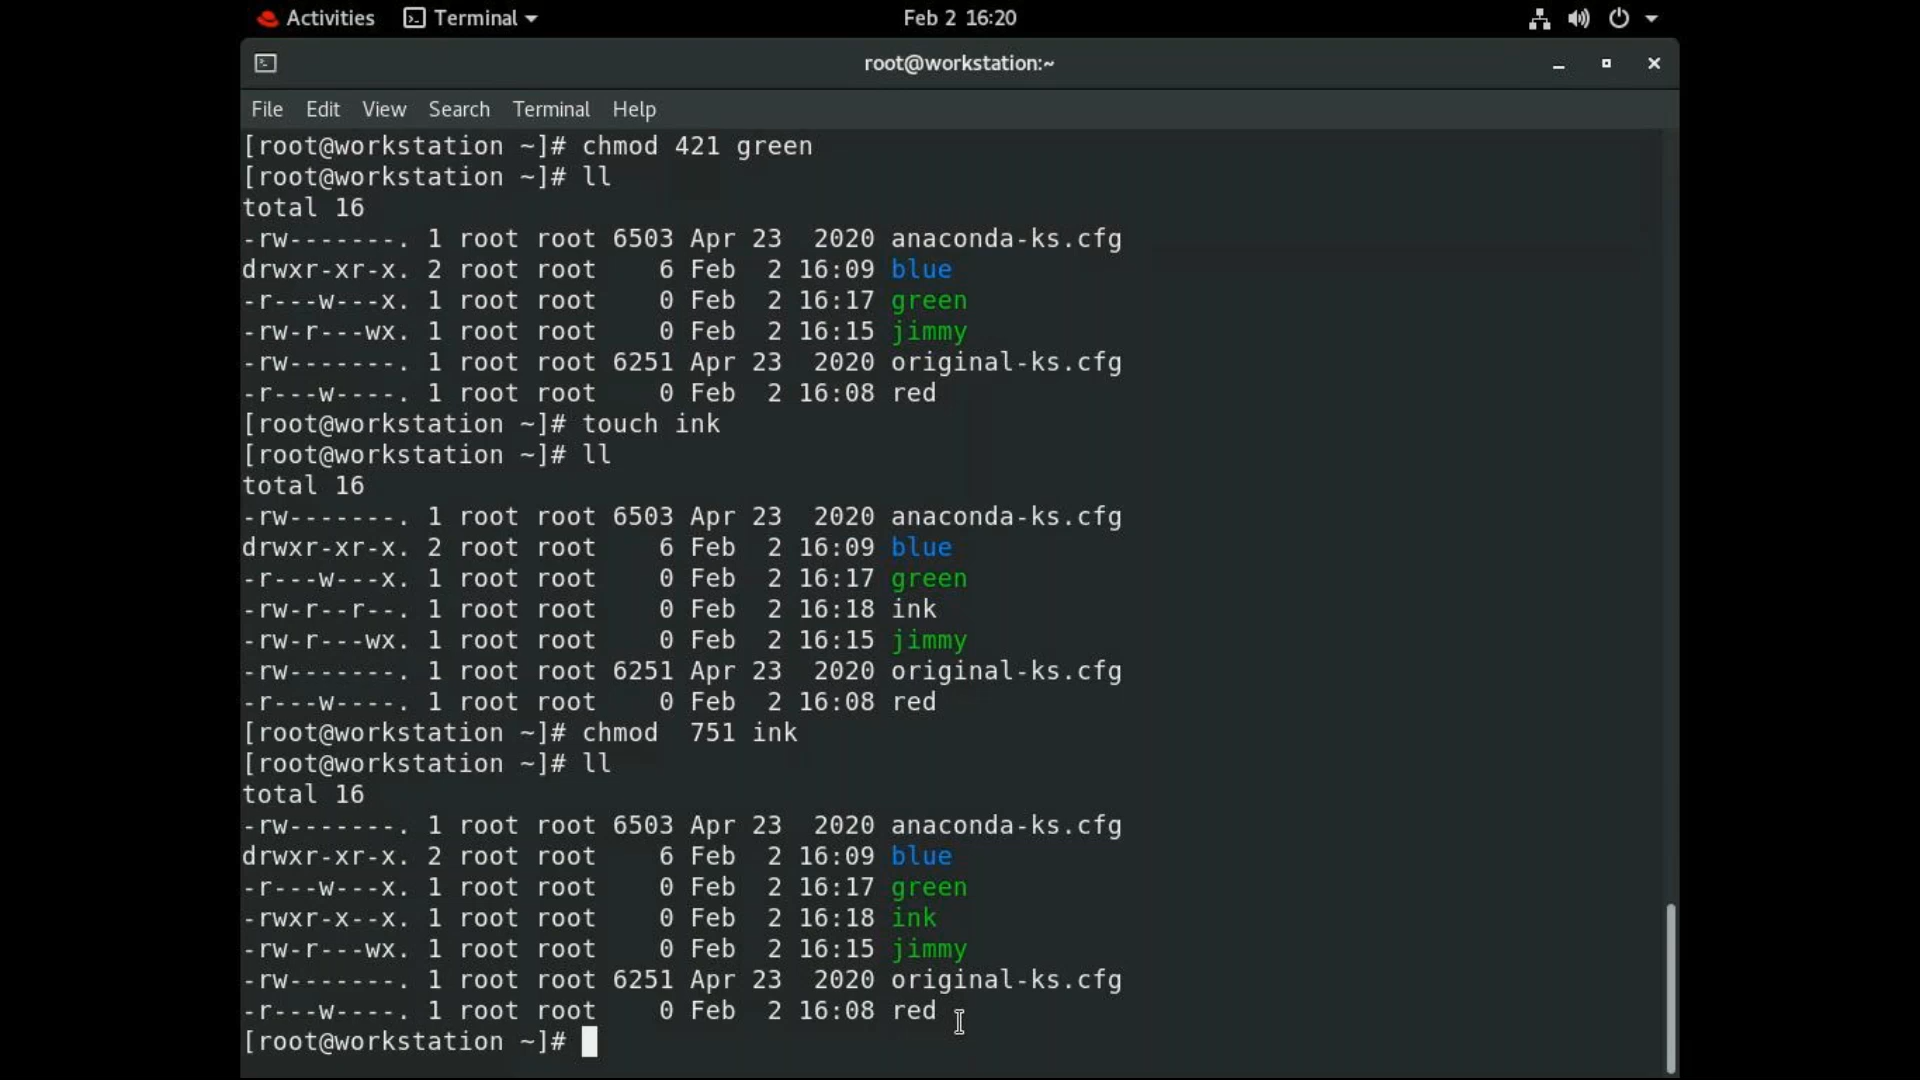 Activities Terminal Feb 2 16:20
root@workstation:~
File Edit View Search Terminal Help
[root@workstation ~]# chmod 421 green
[root@workstation ~]# ll
total 16
-rw-------. 1 root root 6503 Apr 23  2020 anaconda-ks.cfg
drwxr-xr-x. 2 root root    6 Feb  2 16:09 blue
-r---w---x. 1 root root    0 Feb  2 16:17 green
-rw-r---wx. 1 root root    0 Feb  2 16:15 jimmy
-rw-------. 1 root root 6251 Apr 23  2020 original-ks.cfg
-r---w----. 1 root root    0 Feb  2 16:08 red
[root@workstation ~]# touch ink
[root@workstation ~]# ll
total 16
-rw-------. 1 root root 6503 Apr 23  2020 anaconda-ks.cfg
drwxr-xr-x. 2 root root    6 Feb  2 16:09 blue
-r---w---x. 1 root root    0 Feb  2 16:17 green
-rw-r--r--. 1 root root    0 Feb  2 16:18 ink
-rw-r---wx. 1 root root    0 Feb  2 16:15 jimmy
-rw-------. 1 root root 6251 Apr 23  2020 original-ks.cfg
-r---w----. 1 root root    0 Feb  2 16:08 red
[root@workstation ~]# chmod  751 ink
[root@workstation ~]# ll
total 16
-rw-------. 1 root root 6503 Apr 23  2020 anaconda-ks.cfg
drwxr-xr-x. 2 root root    6 Feb  2 16:09 blue
-r---w---x. 1 root root    0 Feb  2 16:17 green
-rwxr-x--x. 1 root root    0 Feb  2 16:18 ink
-rw-r---wx. 1 root root    0 Feb  2 16:15 jimmy
-rw-------. 1 root root 6251 Apr 23  2020 original-ks.cfg
-r---w----. 1 root root    0 Feb  2 16:08 red
[root@workstation ~]#